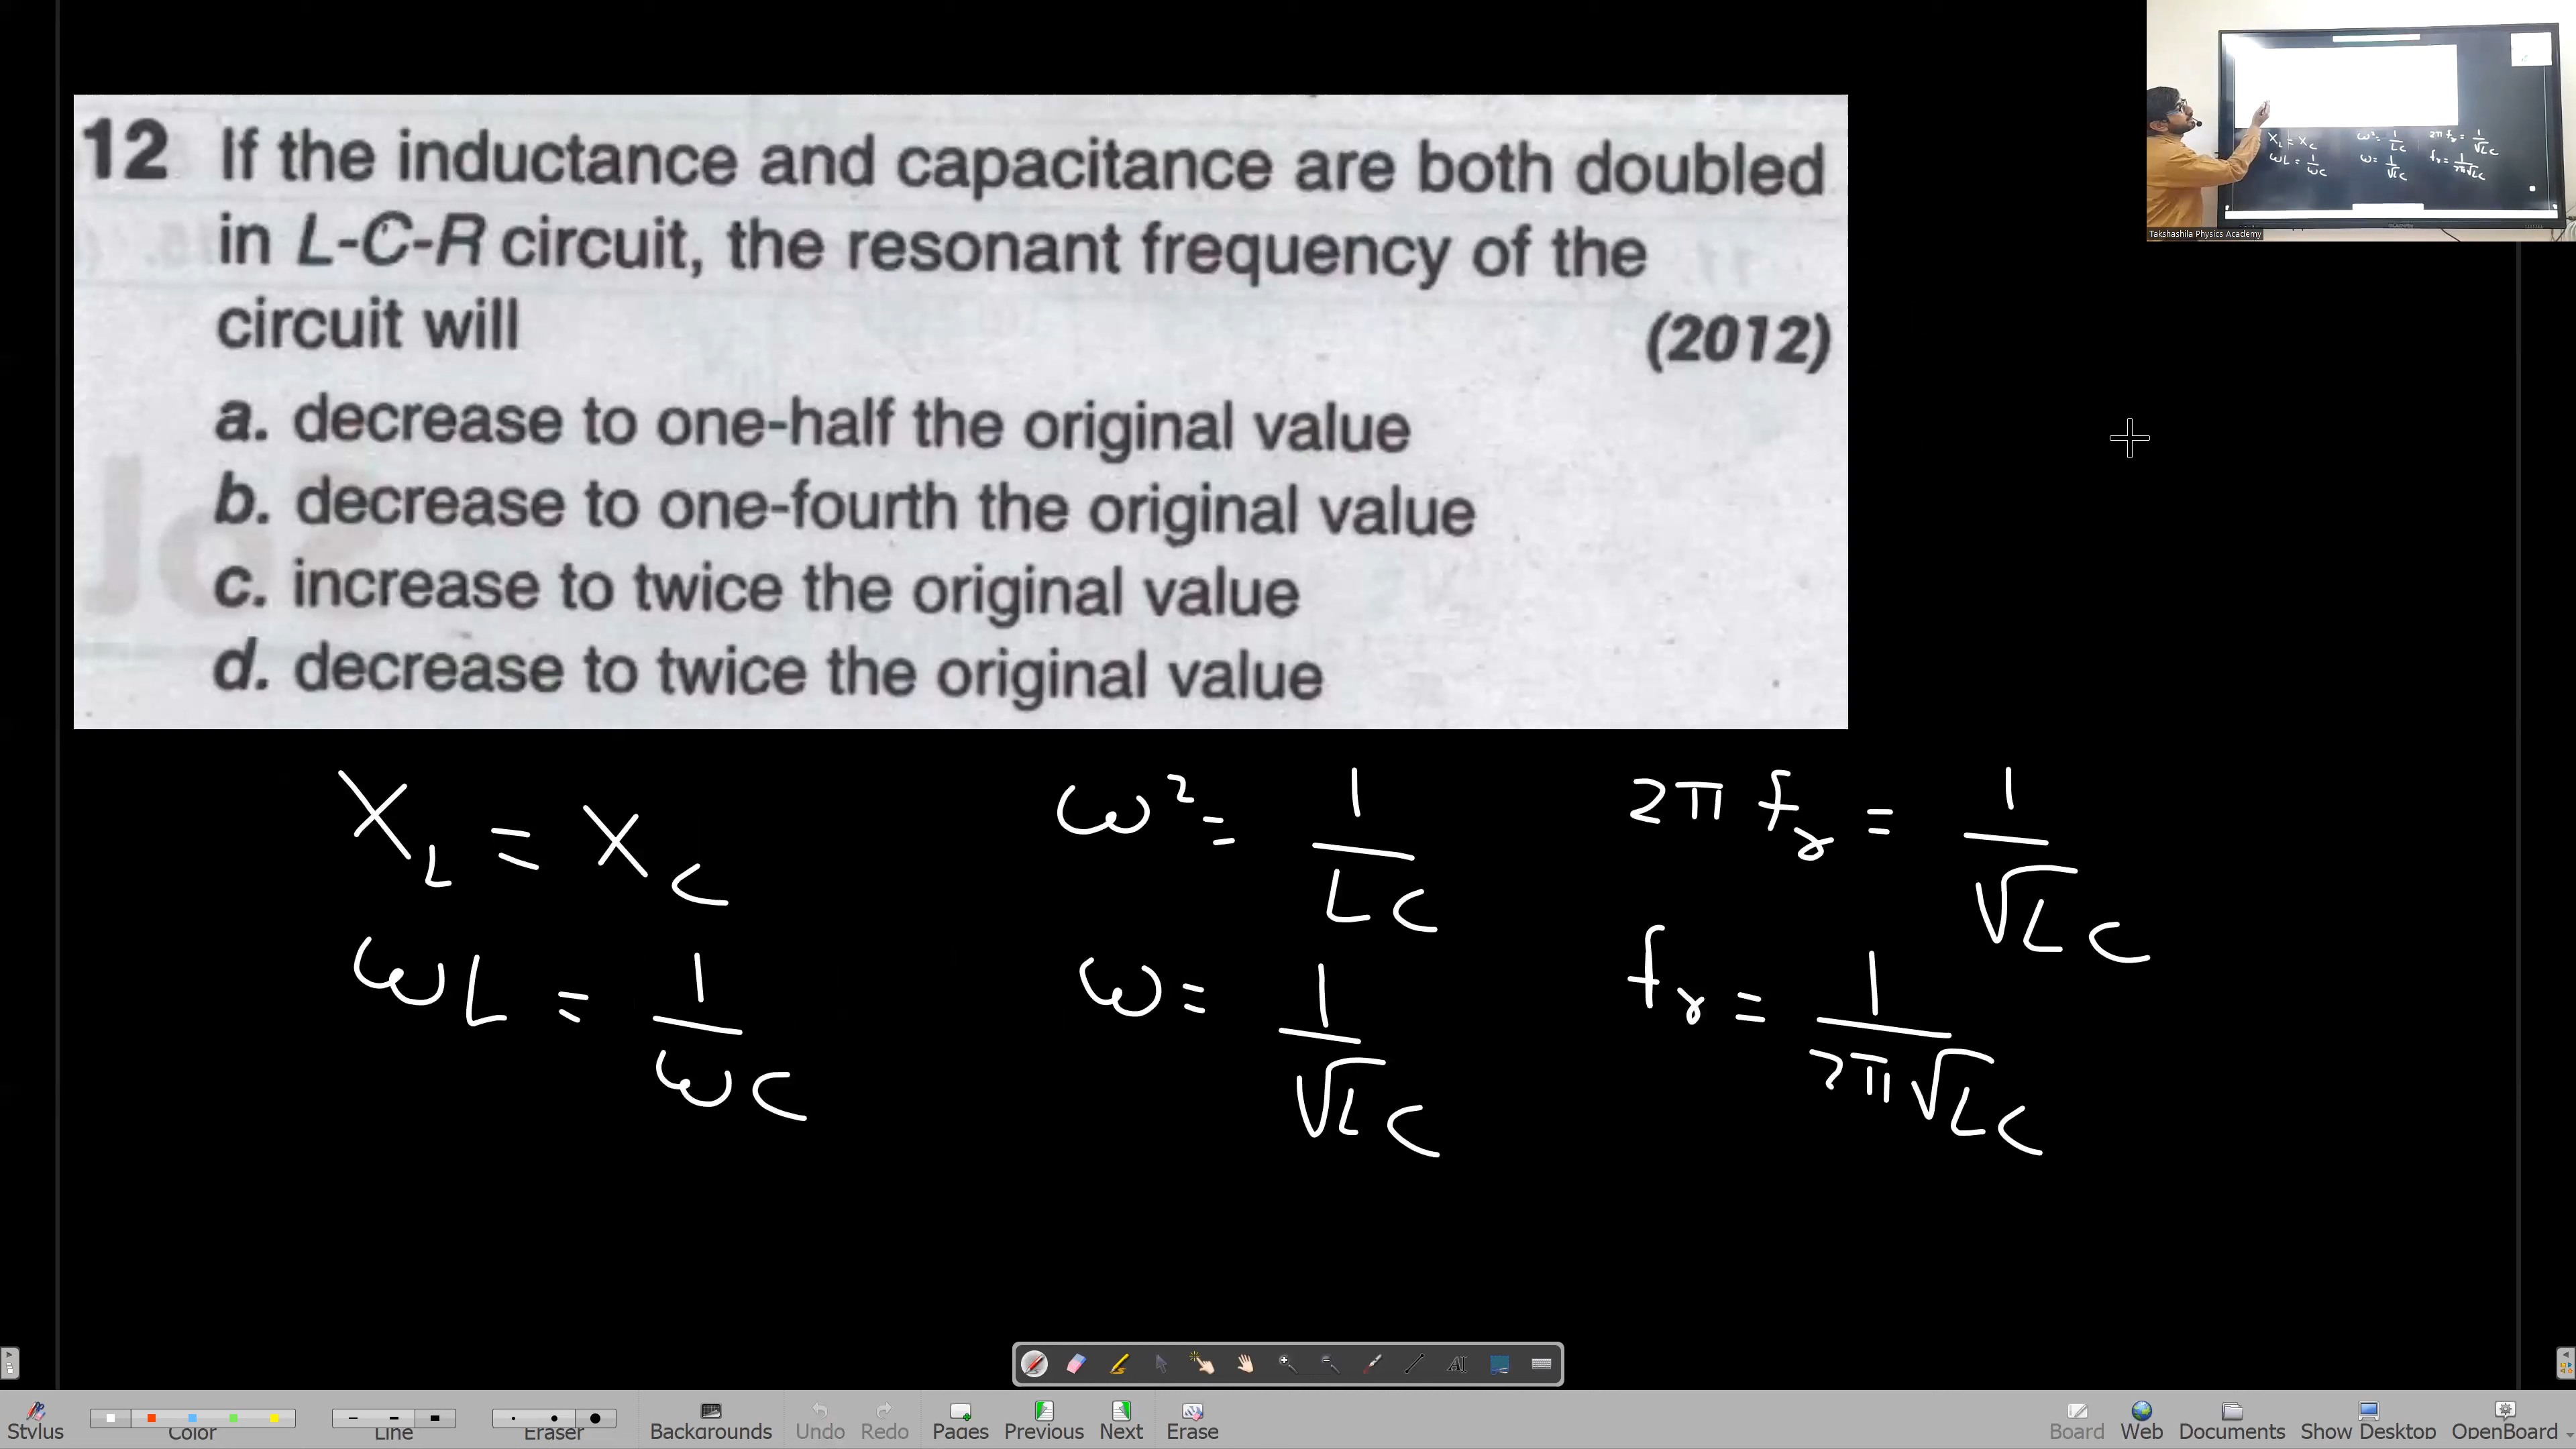 12 If the inductance and capacitance are both doubled
in L-C-R circuit, the resonant frequency of the
circuit will (2012)
a. decrease to one-half the original value
b. decrease to one-fourth the original value
c. increase to twice the original value
d. decrease to twice the original value
X_L = X_C
ωL = 1/ωC
ω² = 1/LC
ω = 1/√LC
2π f_r = 1/√LC
f_r = 1/2π√LC
Takshashila Physics Academy
Stylus Color Line Eraser Backgrounds Undo Redo Pages Previous Next Erase Board Web Documents Show Desktop OpenBoard